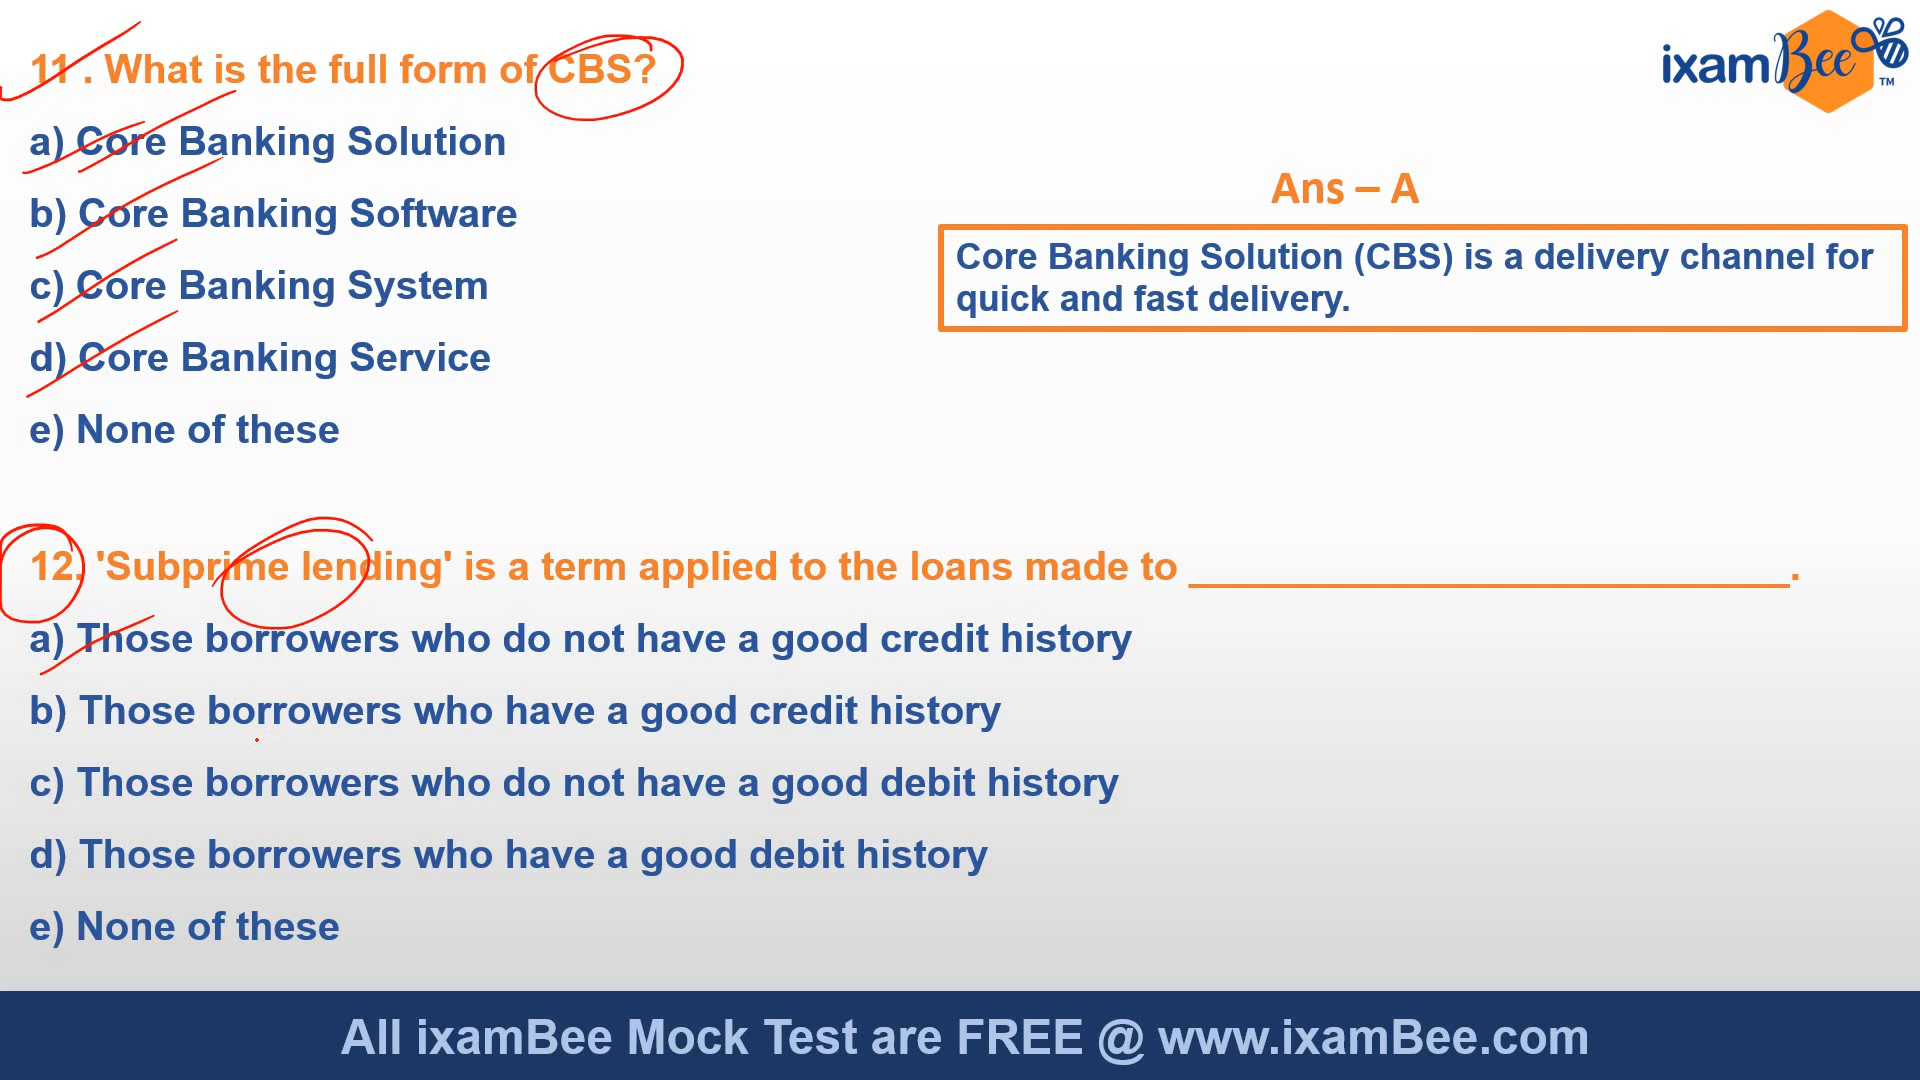 11 . What is the full form of CBS?
a) Core Banking Solution
b) Core Banking Software
c) Core Banking System
d) Core Banking Service
e) None of these
ixamBee TM
Ans – A
Core Banking Solution (CBS) is a delivery channel for
quick and fast delivery.
12. 'Subprime lending' is a term applied to the loans made to ___________________________.
a) Those borrowers who do not have a good credit history
b) Those borrowers who have a good credit history
c) Those borrowers who do not have a good debit history
d) Those borrowers who have a good debit history
e) None of these
All ixamBee Mock Test are FREE @ www.ixamBee.com